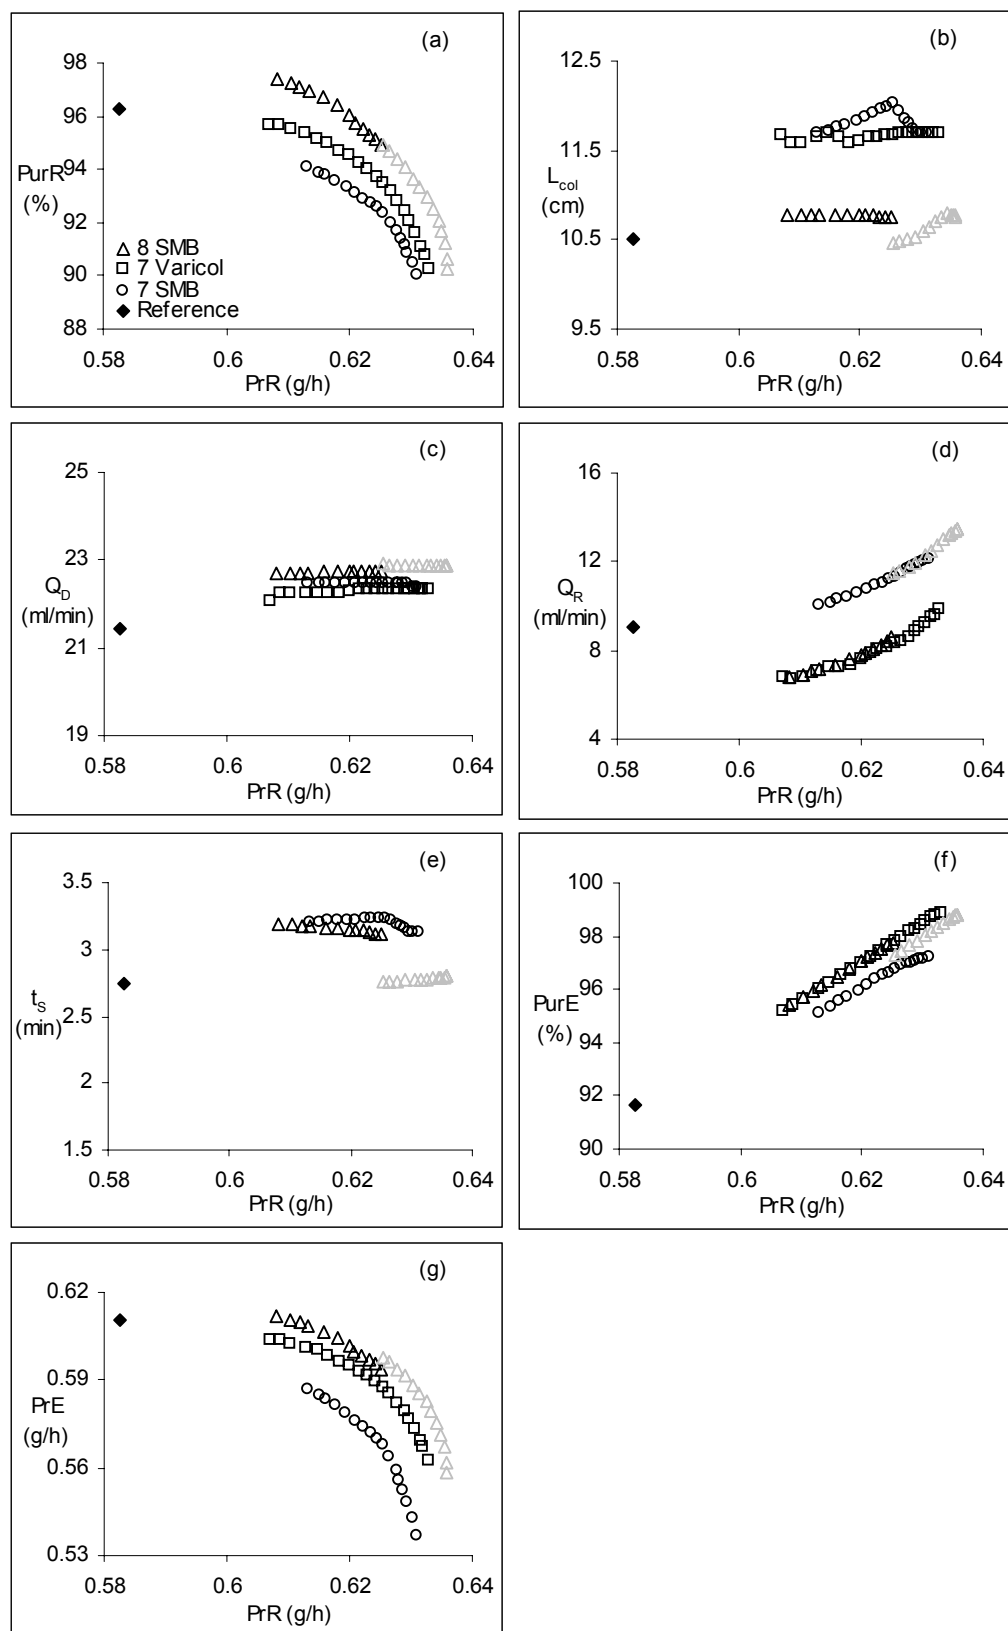 (a)
98
96
94
92
90
88
PurR
(%)
8 SMB
7 Varicol
7 SMB
Reference
0.58 0.6 0.62 0.64
PrR (g/h)
(b)
12.5
11.5
10.5
9.5
Lcol
(cm)
0.58 0.6 0.62 0.64
PrR (g/h)
(c)
25
23
21
19
QD
(ml/min)
0.58 0.6 0.62 0.64
PrR (g/h)
(d)
16
12
8
4
QR
(ml/min)
0.58 0.6 0.62 0.64
PrR (g/h)
(e)
3.5
3
2.5
2
1.5
tS
(min)
0.58 0.6 0.62 0.64
PrR (g/h)
(f)
100
98
96
94
92
90
PurE
(%)
0.58 0.6 0.62 0.64
PrR (g/h)
(g)
0.62
0.59
0.56
0.53
PrE
(g/h)
0.58 0.6 0.62 0.64
PrR (g/h)